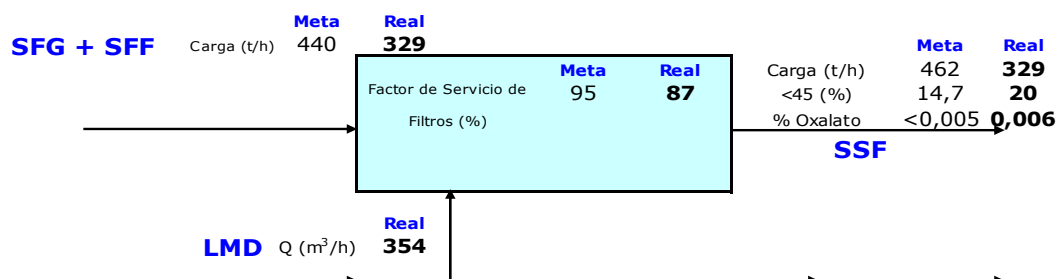 Meta Real
SFG + SFF Carga (t/h) 440 329
Meta Real
Carga (t/h) 462 329
<45 (%) 14,7 20
% Oxalato <0,005 0,006
SSF
Meta Real
Factor de Servicio de 95 87
Filtros (%)
Real
LMD Q (m³/h) 354